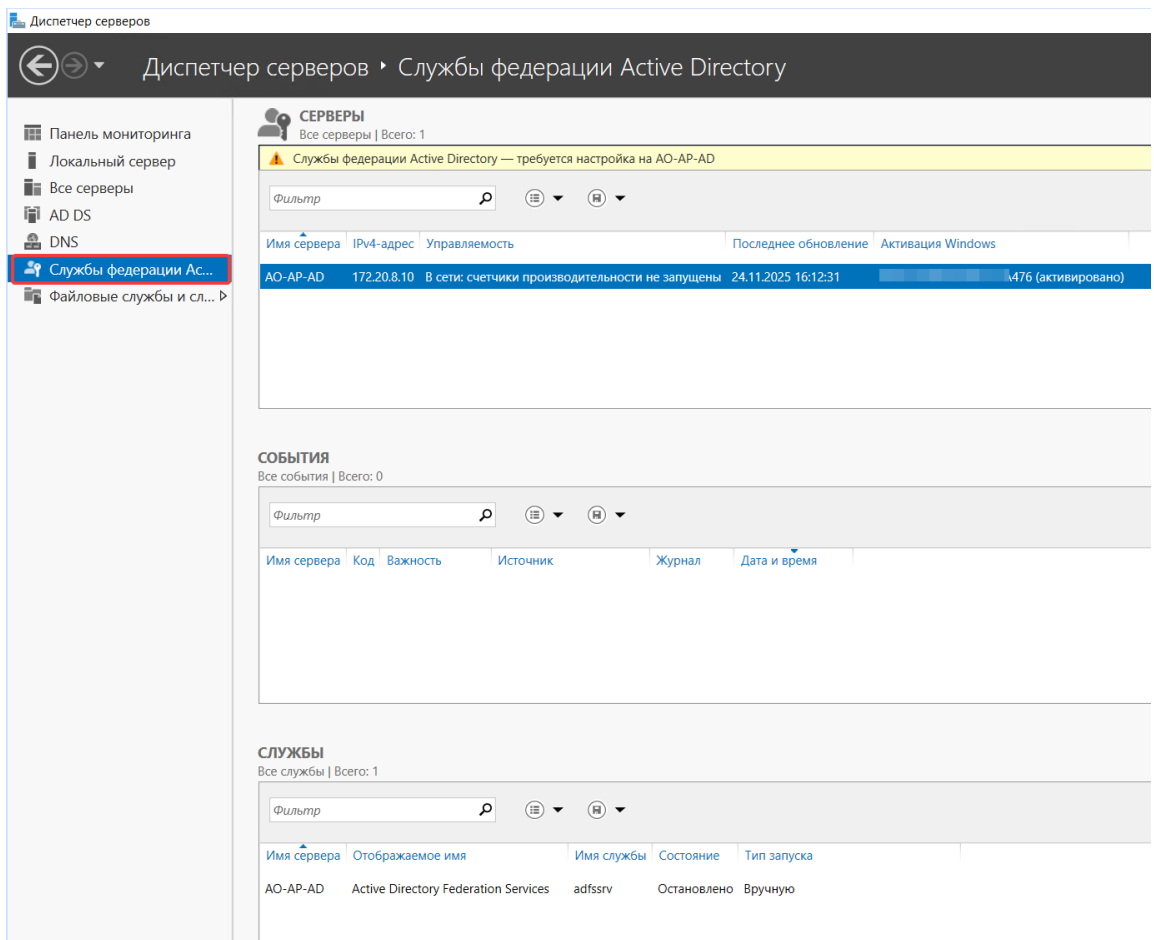 Диспетчер серверов
Диспетчер серверов ‣ Службы федерации Active Directory
Панель мониторинга
Локальный сервер
Все серверы
AD DS
DNS
Службы федерации Ac...
Файловые службы и сл...
СЕРВЕРЫ
Все серверы | Всего: 1
Службы федерации Active Directory — требуется настройка на AO-AP-AD
Фильтр
Имя сервера IPv4-адрес Управляемость Последнее обновление Активация Windows
AO-AP-AD 172.20.8.10 В сети: счетчики производительности не запущены 24.11.2025 16:12:31 476 (активировано)
СОБЫТИЯ
Все события | Всего: 0
Фильтр
Имя сервера Код Важность Источник Журнал Дата и время
СЛУЖБЫ
Все службы | Всего: 1
Фильтр
Имя сервера Отображаемое имя Имя службы Состояние Тип запуска
AO-AP-AD Active Directory Federation Services adfssrv Остановлено Вручную